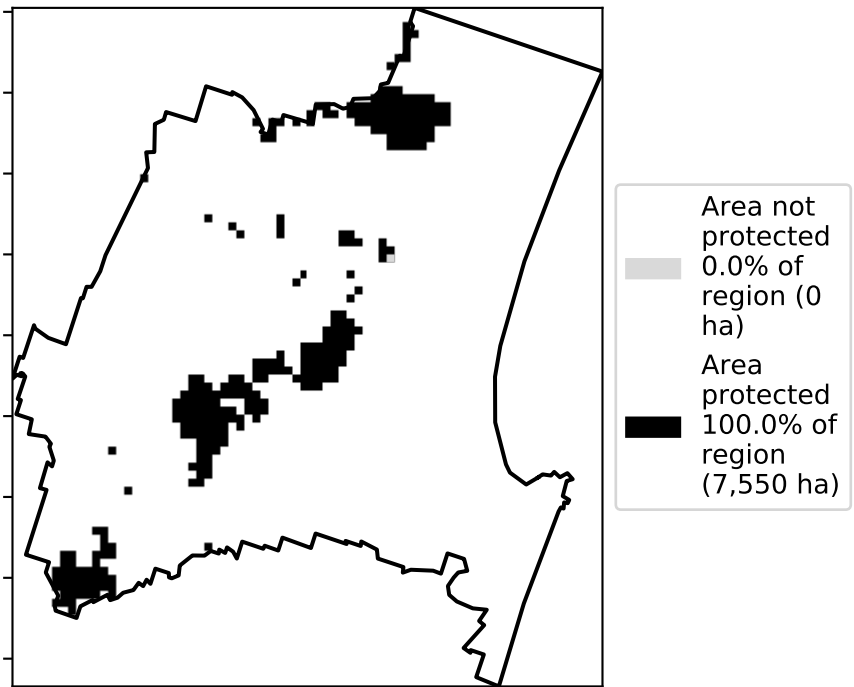 Area not
protected
0.0% of
region (0
ha)
Area
protected
100.0% of
region
(7,550 ha)